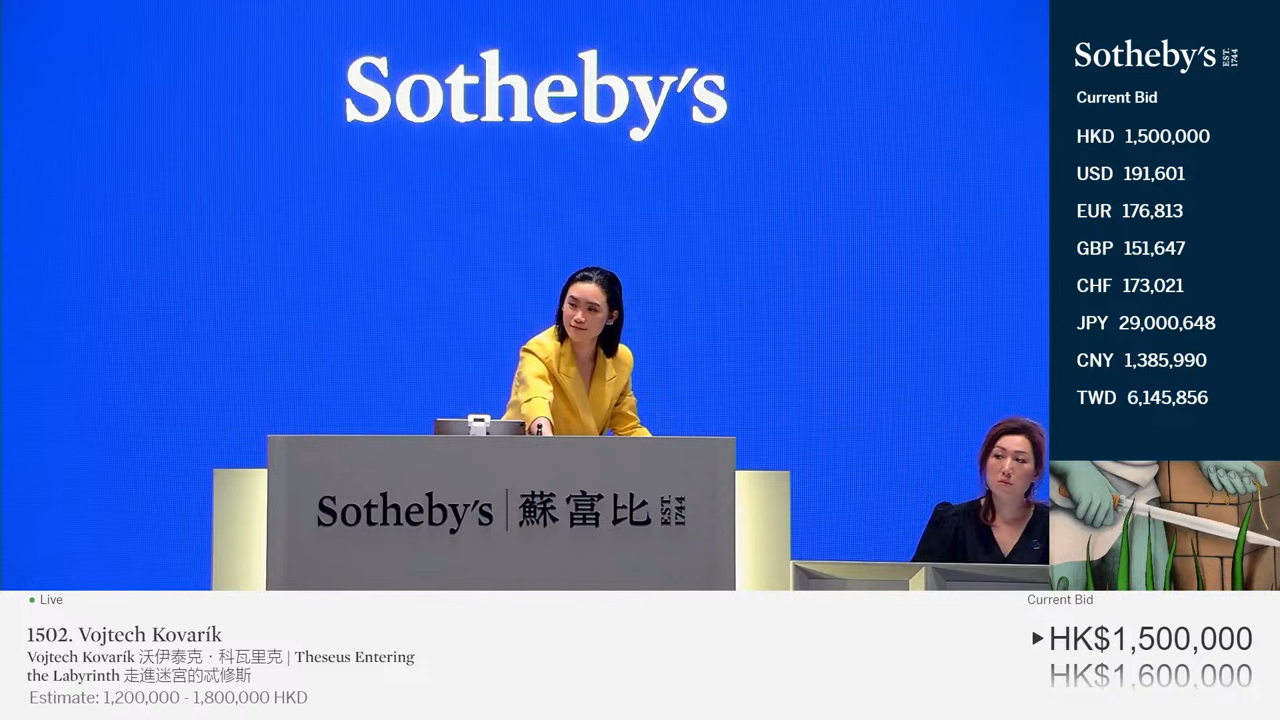 Sotheby's
Sotheby's EST. 1744
Current Bid
HKD 1,500,000
USD 191,601
EUR 176,813
GBP 151,647
CHF 173,021
JPY 29,000,648
CNY 1,385,990
TWD 6,145,856
Sotheby's | 蘇富比 EST. 1744
Live
1502. Vojtech Kovarík
Vojtech Kovarík 沃伊泰克·科瓦里克 | Theseus Entering
the Labyrinth 走進迷宮的忒修斯
Estimate: 1,200,000 - 1,800,000 HKD
Current Bid
HK$1,500,000
HK$1,600,000